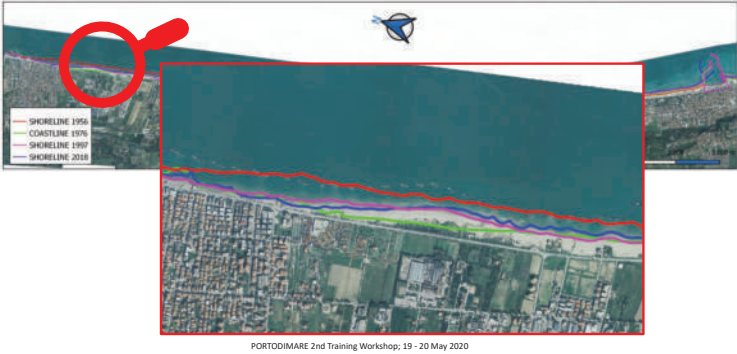 SHORELINE 1956
COASTLINE 1976
SHORELINE 1997
SHORELINE 2018
PORTODIMARE 2nd Training Workshop; 19 - 20 May 2020